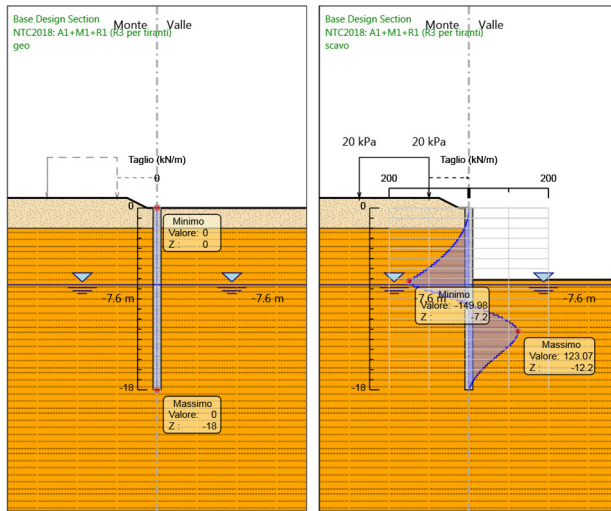 Base Design Section
NTC2018: A1+M1+R1 (R3 per tiranti)
geo
Monte
Valle
Taglio (kN/m)
0
0
Minimo
Valore: 0
Z : 0
-7.6 m
-7.6 m
-18
Massimo
Valore: 0
Z : -18
Base Design Section
NTC2018: A1+M1+R1 (R3 per tiranti)
scavo
Monte
Valle
20 kPa
20 kPa
Taglio (kN/m)
200
200
0
-7.6 m
-7.6 m
Minimo
Valore: -149.98
Z : -7.2
Massimo
Valore: 123.07
Z : -12.2
-18